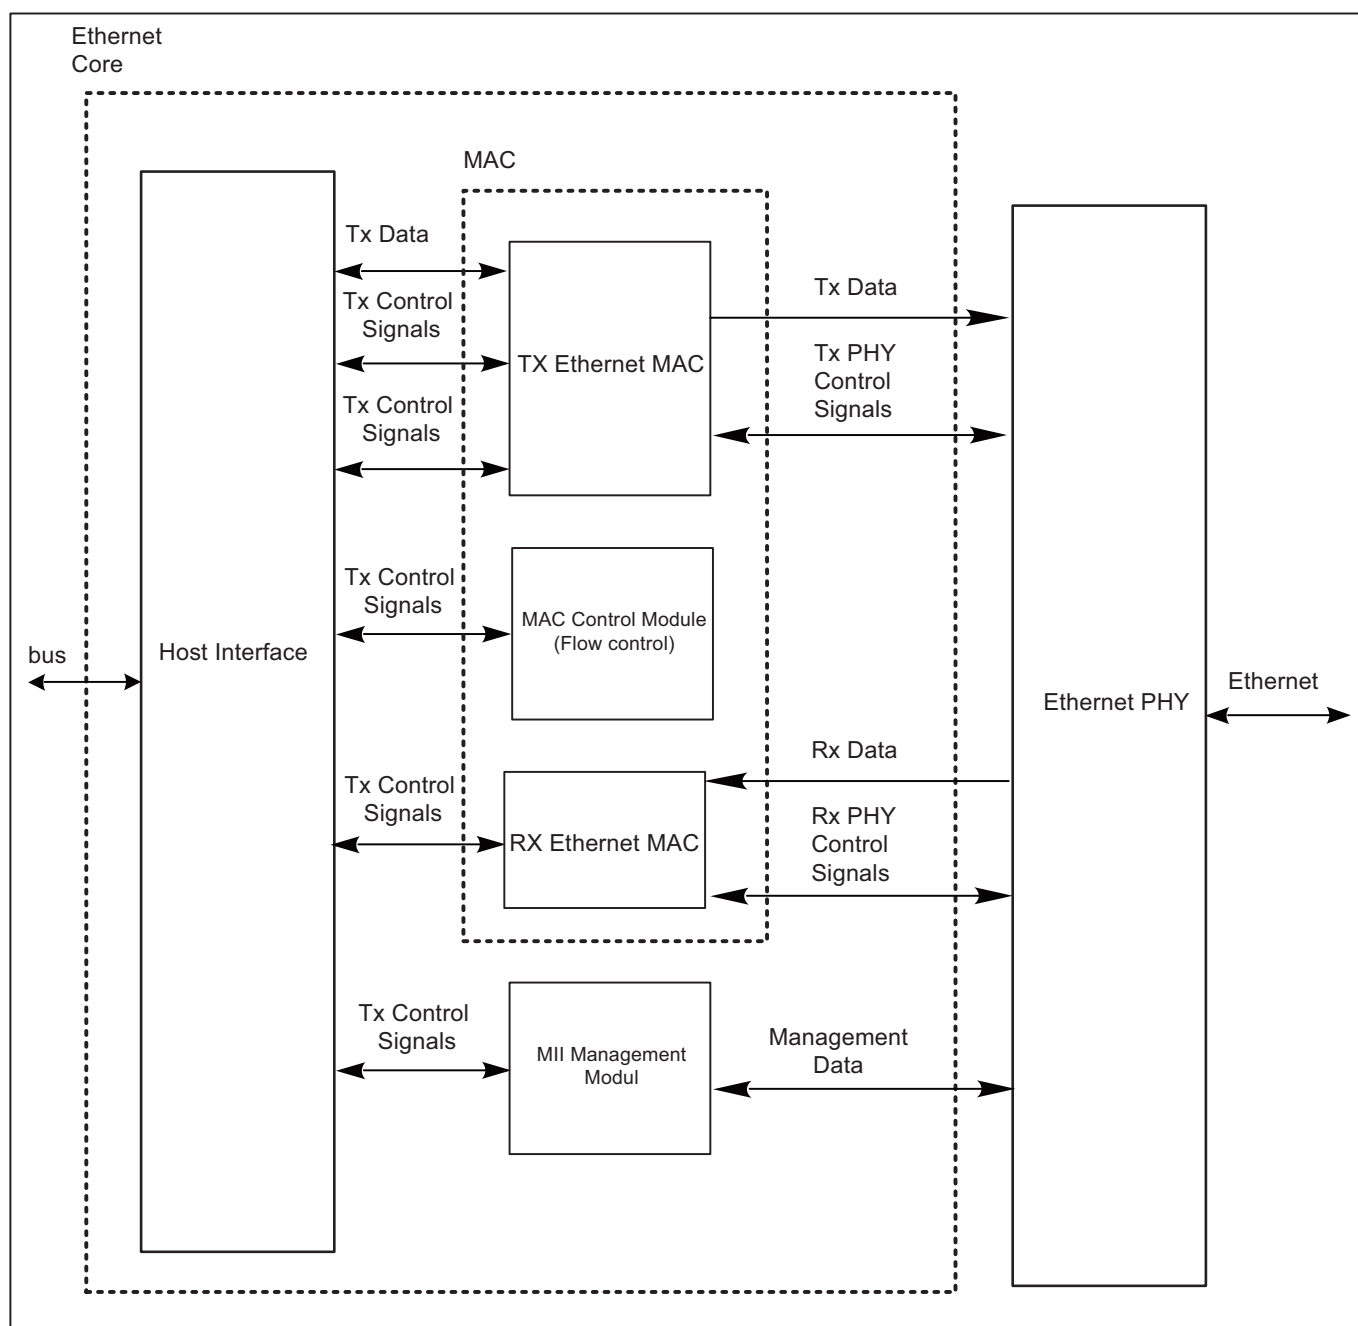 Ethernet
Core
MAC
Tx Data
Tx Control
Signals
Tx Control
Signals
TX Ethernet MAC
Tx Data
Tx PHY
Control
Signals
Tx Control
Signals
MAC Control Module
(Flow control)
bus
Host Interface
Ethernet PHY
Ethernet
Tx Control
Signals
RX Ethernet MAC
Rx Data
Rx PHY
Control
Signals
Tx Control
Signals
MII Management
Modul
Management
Data